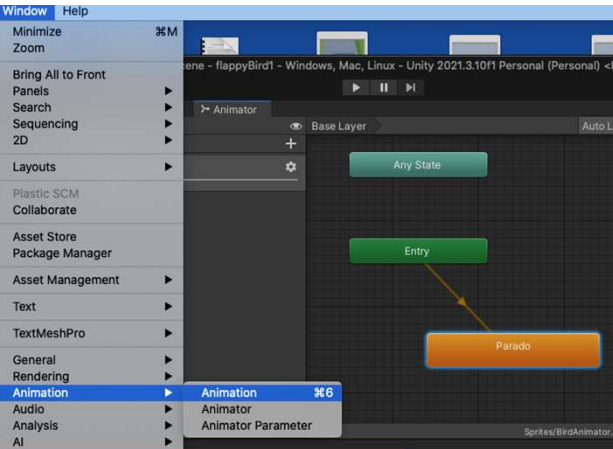 Window Help
Minimize ⌘M
Zoom
Bring All to Front
Panels
Search
Sequencing
2D
Layouts
Plastic SCM
Collaborate
Asset Store
Package Manager
Asset Management
Text
TextMeshPro
General
Rendering
Animation
Audio
Analysis
AI
Animation ⌘6
Animator
Animator Parameter
cene - flappyBird1 - Windows, Mac, Linux - Unity 2021.3.10f1 Personal (Personal) <
Animator
Base Layer
Auto L
Any State
Entry
Parado
Sprites/BirdAnimator.